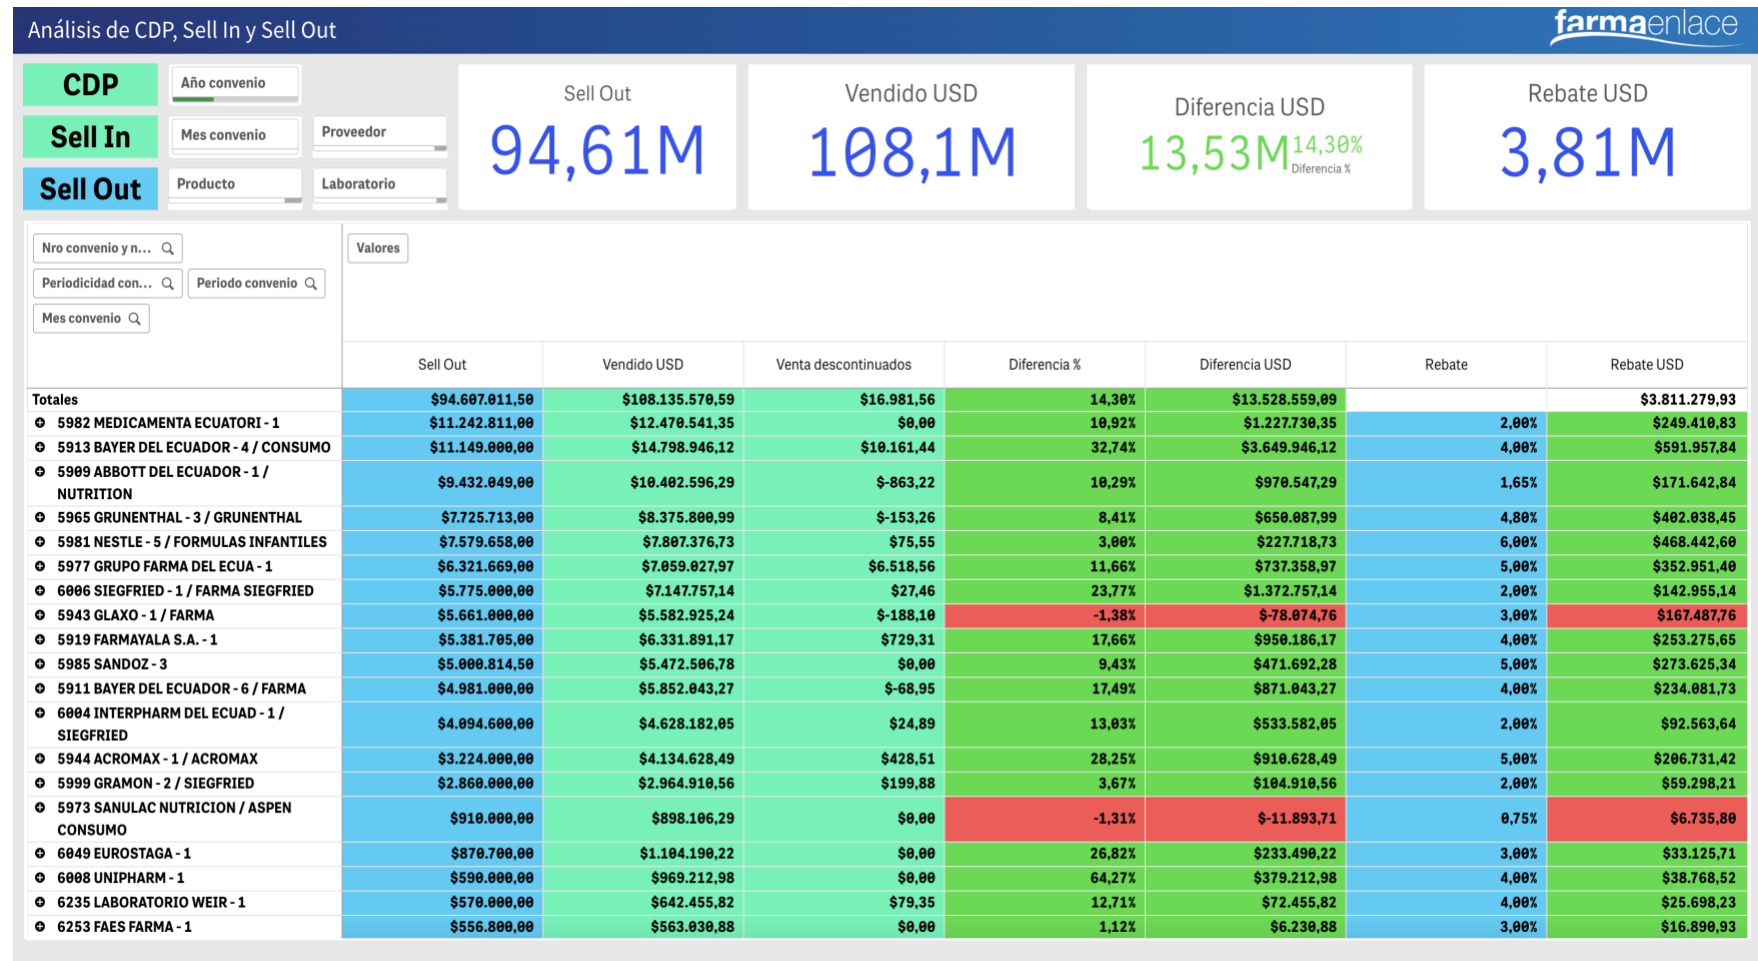 Análisis de CDP, Sell In y Sell Out
farmaenlace
CDP
Año convenio
Sell In
Mes convenio
Proveedor
Sell Out
Producto
Laboratorio
Sell Out
94,61M
Vendido USD
108,1M
Diferencia USD
13,53M 14,30%
Diferencia %
Rebate USD
3,81M
Nro convenio y n...
Periodicidad con... Periodo convenio
Mes convenio
Valores
Sell Out Vendido USD Venta descontinuados Diferencia % Diferencia USD Rebate Rebate USD
Totales $94.607.011,50 $108.135.570,59 $16.981,56 14,30% $13.528.559,09 $3.811.279,93
5982 MEDICAMENTA ECUATORI - 1 $11.242.811,00 $12.470.541,35 $0,00 10,92% $1.227.730,35 2,00% $249.410,83
5913 BAYER DEL ECUADOR - 4 / CONSUMO $11.149.000,00 $14.798.946,12 $10.161,44 32,74% $3.649.946,12 4,00% $591.957,84
5909 ABBOTT DEL ECUADOR - 1 /
NUTRITION $9.432.049,00 $10.402.596,29 $-863,22 10,29% $970.547,29 1,65% $171.642,84
5965 GRUNENTHAL - 3 / GRUNENTHAL $7.725.713,00 $8.375.800,99 $-153,26 8,41% $650.087,99 4,80% $402.038,45
5981 NESTLE - 5 / FORMULAS INFANTILES $7.579.658,00 $7.807.376,73 $75,55 3,00% $227.718,73 6,00% $468.442,60
5977 GRUPO FARMA DEL ECUA - 1 $6.321.669,00 $7.059.027,97 $6.518,56 11,66% $737.358,97 5,00% $352.951,40
6006 SIEGFRIED - 1 / FARMA SIEGFRIED $5.775.000,00 $7.147.757,14 $27,46 23,77% $1.372.757,14 2,00% $142.955,14
5943 GLAXO - 1 / FARMA $5.661.000,00 $5.582.925,24 $-188,10 -1,38% $-78.074,76 3,00% $167.487,76
5919 FARMAYALA S.A. - 1 $5.381.705,00 $6.331.891,17 $729,31 17,66% $950.186,17 4,00% $253.275,65
5985 SANDOZ - 3 $5.000.814,50 $5.472.506,78 $0,00 9,43% $471.692,28 5,00% $273.625,34
5911 BAYER DEL ECUADOR - 6 / FARMA $4.981.000,00 $5.852.043,27 $-68,95 17,49% $871.043,27 4,00% $234.081,73
6004 INTERPHARM DEL ECUAD - 1 /
SIEGFRIED $4.094.600,00 $4.628.182,05 $24,89 13,03% $533.582,05 2,00% $92.563,64
5944 ACROMAX - 1 / ACROMAX $3.224.000,00 $4.134.628,49 $428,51 28,25% $910.628,49 5,00% $206.731,42
5999 GRAMON - 2 / SIEGFRIED $2.860.000,00 $2.964.910,56 $199,88 3,67% $104.910,56 2,00% $59.298,21
5973 SANULAC NUTRICION / ASPEN
CONSUMO $910.000,00 $898.106,29 $0,00 -1,31% $-11.893,71 0,75% $6.735,80
6049 EUROSTAGA - 1 $870.700,00 $1.104.190,22 $0,00 26,82% $233.490,22 3,00% $33.125,71
6008 UNIPHARM - 1 $590.000,00 $969.212,98 $0,00 64,27% $379.212,98 4,00% $38.768,52
6235 LABORATORIO WEIR - 1 $570.000,00 $642.455,82 $79,35 12,71% $72.455,82 4,00% $25.698,23
6253 FAES FARMA - 1 $556.800,00 $563.030,88 $0,00 1,12% $6.230,88 3,00% $16.890,93